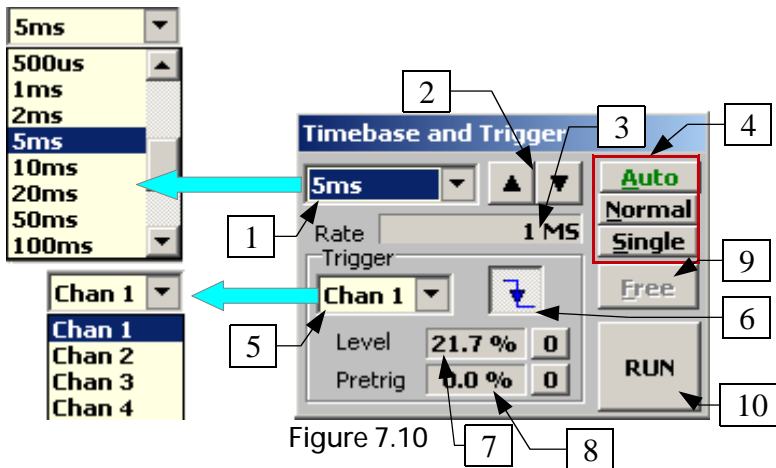 5ms
500us
1ms
2ms
5ms
10ms
20ms
50ms
100ms
Chan 1
Chan 1
Chan 2
Chan 3
Chan 4
1
2
3
4
5
6
7
8
9
10
Timebase and Trigger
5ms
Rate 1 MS
Trigger
Chan 1
Level 21.7 % 0
Pretrig 0.0 % 0
Auto
Normal
Single
Free
RUN
Figure 7.10